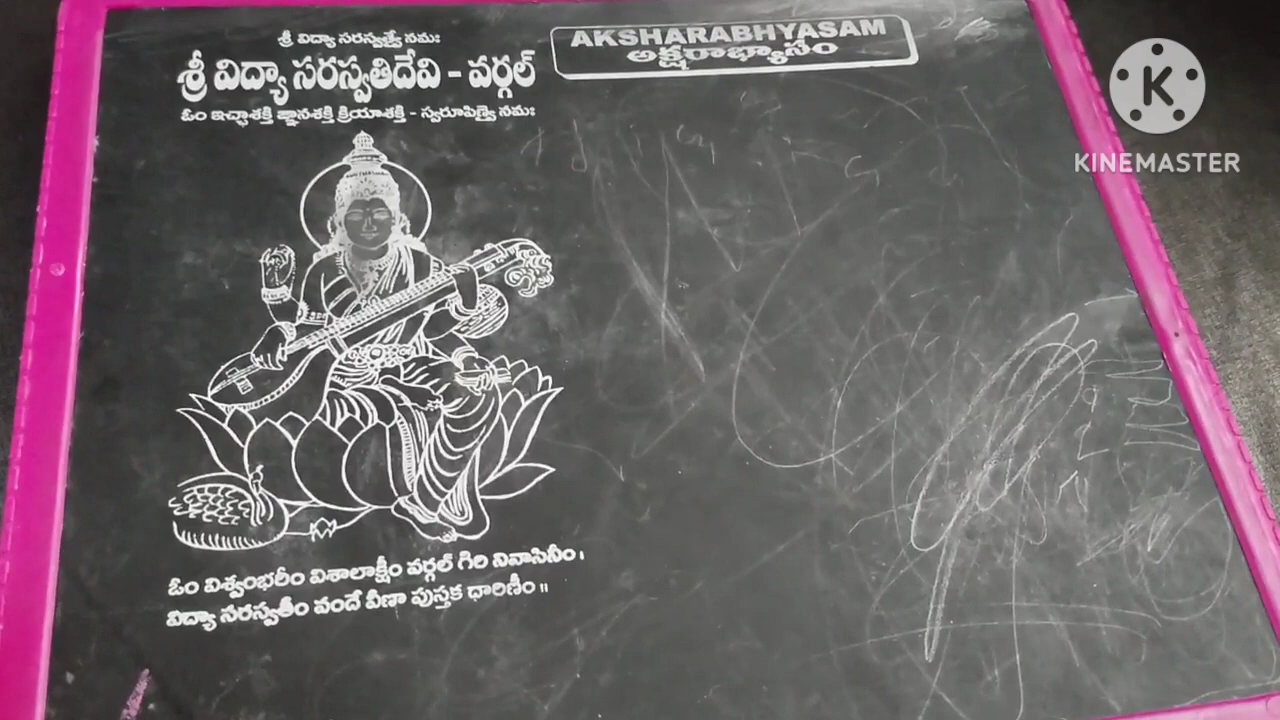 శ్రీ విద్యా సరస్వత్యై నమః
శ్రీ విద్యా సరస్వతిదేవి - వర్గల్
ఓం ఇచ్ఛాశక్తి జ్ఞానశక్తి క్రియాశక్తి - స్వరూపిణ్యై నమః
AKSHARABHYASAM
అక్షరాభ్యాసం
K
KINEMASTER
ఓం విశ్వంభరీం విశాలాక్షీం వర్గల్ గిరి నివాసినీం ।
విద్యా సరస్వతీం వందే వీణా పుస్తక ధారిణీం ॥